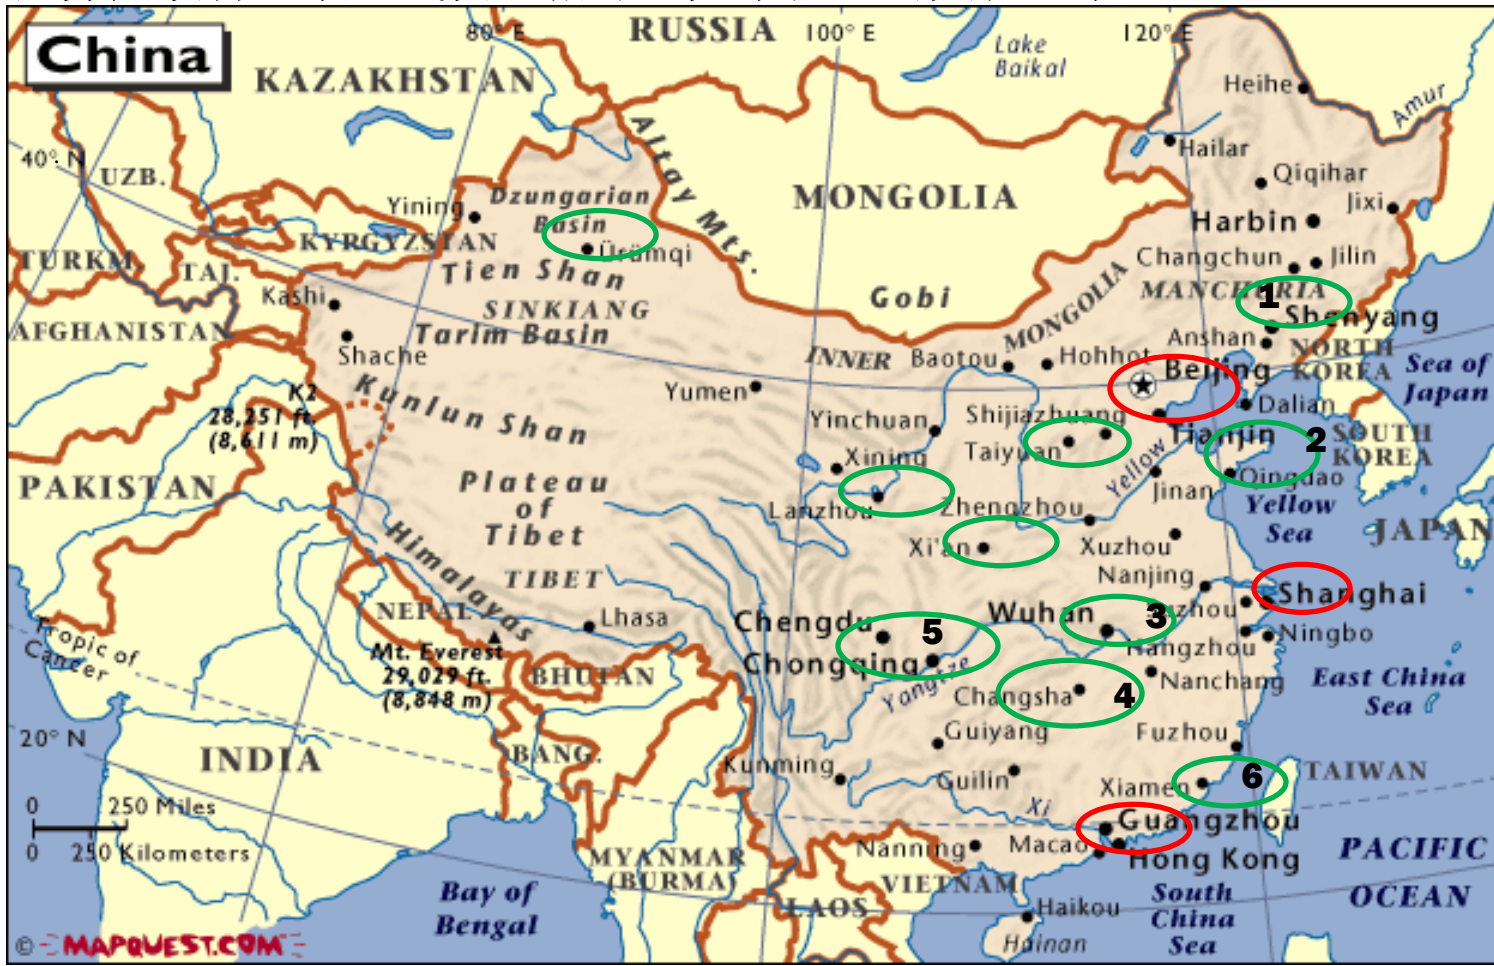 China
RUSSIA
80° E
100° E
120° E
Lake
Baikal
KAZAKHSTAN
Heihe
Amur
Altay Mts.
40° N
UZB.
Hailar
Qiqihar
Jixi
MONGOLIA
Harbin
Yining
Dzungarian
Basin
Ürümqi
KYRGYZSTAN
TURKM.
TAJ.
Tien Shan
Changchun
Jilin
MANCHURIA
1
Shenyang
Kashi
SINKIANG
Tarim Basin
Gobi
INNER MONGOLIA
AFGHANISTAN
Shache
Baotou
Hohhot
Anshan
NORTH
KOREA
Sea of
Japan
Beijing
K2
28,251 ft.
(8,611 m)
Kunlun Shan
Yumen
Yinchuan
Shijiazhuang
Tianjin
Dalian
2
SOUTH
KOREA
Taiyuan
Xining
Yellow
Jinan
Qingdao
Yellow
Sea
PAKISTAN
Plateau
of
Tibet
Lanzhou
Zhengzhou
JAPAN
Xi'an
Xuzhou
Himalayas
TIBET
Nanjing
Shanghai
NEPAL
Lhasa
Chengdu
5
Wuhan
3
uzhou
Hangzhou
Ningbo
Tropic of
Cancer
Mt. Everest
29,029 ft.
(8,848 m)
BHUTAN
Chongqing
Yangtze
Changsha
4
Nanchang
East China
Sea
20° N
INDIA
BANG.
Guiyang
Fuzhou
Kunming
Guilin
Xiamen
6
TAIWAN
0 250 Miles
0 250 Kilometers
Xi
Guangzhou
Nanning
Macao
Hong Kong
PACIFIC
OCEAN
MYANMAR
(BURMA)
VIETNAM
LAOS
Bay of
Bengal
Haikou
Hainan
South
China
Sea
© MAPQUEST.COM